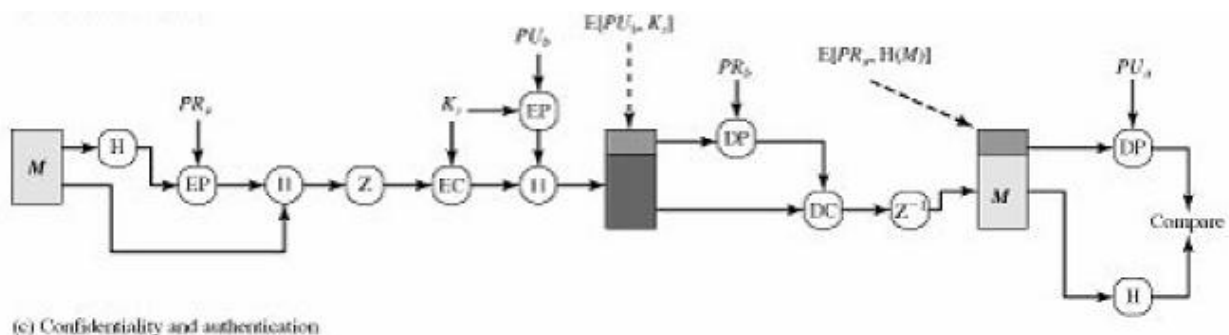 E[PU_b, K_s]
PU_b
E[PR_a, H(M)]
PR_b
PU_a
PR_a
K_s
EP
H
DP
DP
M
EP
||
Z
EC
||
M
DC
Z⁻¹
Compare
H
(c) Confidentiality and authentication